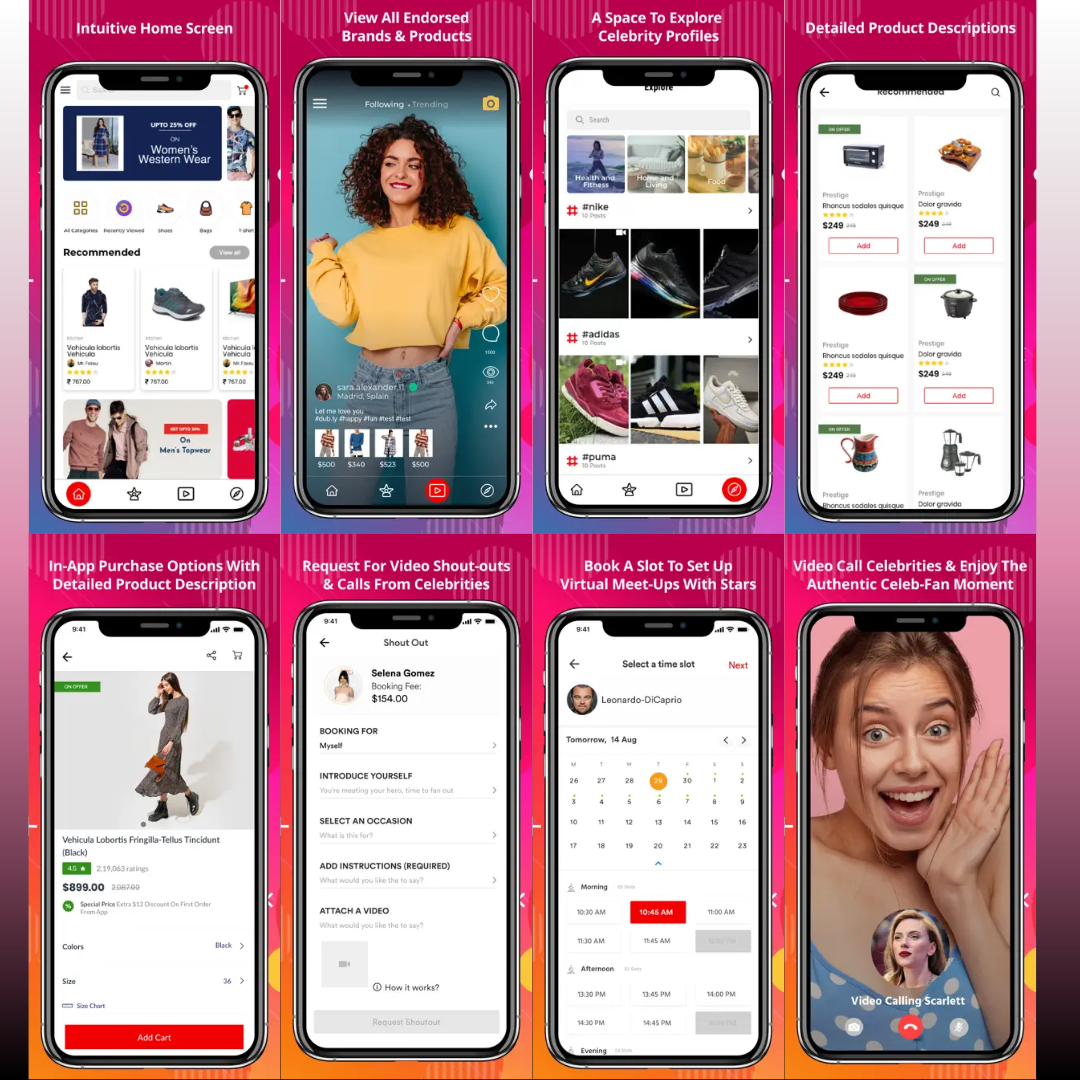 Intuitive Home Screen
UPTO 25% OFF
ON
Women's
Western Wear
All Categories
Recently Viewed
Shoes
Bags
T-shirt
Recommended
View all
Kitchen
Vehicula lobortis
Vehicula
Mr. Faisu
₹ 767.00
Kitchen
Vehicula lobortis
Vehicula
Martin
₹ 767.00
Kitchen
Vehicula l
Vehicula
Mr. Faisu
₹ 767.00
GET UPTO 50%
On
Men's Topwear
View All Endorsed
Brands & Products
Following • Trending
sara.alexander.11
Madrid, Spain
Let me love you
#dub.ly #happy #fun #test #test
$500
$340
$523
$500
A Space To Explore
Celebrity Profiles
Explore
Search
Health and
Fitness
Home and
Living
Food
#nike
10 Posts
#adidas
10 Posts
#puma
10 Posts
Detailed Product Descriptions
Recommended
ON OFFER
Prestige
Rhoncus sodales quisque
$249 249
Add
Prestige
Dolor gravida
$249 249
Add
Prestige
Rhoncus sodales quisque
$249 249
Add
ON OFFER
Prestige
Dolor gravida
$249 249
Add
ON OFFER
Prestige
Rhoncus sodales quisque
Prestige
Dolor gravida
In-App Purchase Options With
Detailed Product Description
9:41
ON OFFER
Vehicula Lobortis Fringilla-Tellus Tincidunt
(Black)
4.5 ★ 2,19,063 ratings
$899.00 2,087.00
Special Price Extra $12 Discount On First Order
From App
Colors
Black
Size
36
Size Chart
Add Cart
Request For Video Shout-outs
& Calls From Celebrities
9:41
Shout Out
Selena Gomez
Booking Fee:
$154.00
BOOKING FOR
Myself
INTRODUCE YOURSELF
You're meeting your hero, time to fan out
SELECT AN OCCASION
What is this for?
ADD INSTRUCTIONS (REQUIRED)
What would you like the to say?
ATTACH A VIDEO
What would you like the to say?
How it works?
Request Shoutout
Book A Slot To Set Up
Virtual Meet-Ups With Stars
9:41
Select a time slot
Next
Leonardo-DiCaprio
Tomorrow, 14 Aug
M T W T F S S
26 27 28 29 30 1 2
3 4 5 6 7 8 9
10 11 12 13 14 15 16
17 18 19 20 21 22 23
Morning
10:30 AM
10:45 AM
11:00 AM
11:30 AM
11:45 AM
Afternoon
13:30 PM
13:45 PM
14:00 PM
14:30 PM
14:45 PM
Evening
Video Call Celebrities & Enjoy The
Authentic Celeb-Fan Moment
Video Calling Scarlett